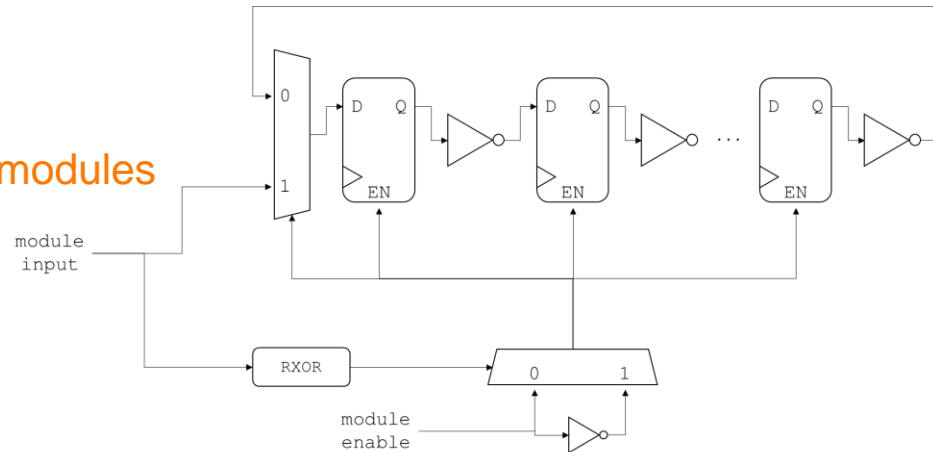 0
D Q
D Q
...
D Q
modules
1
EN
EN
EN
module
input
RXOR
0 1
module
enable